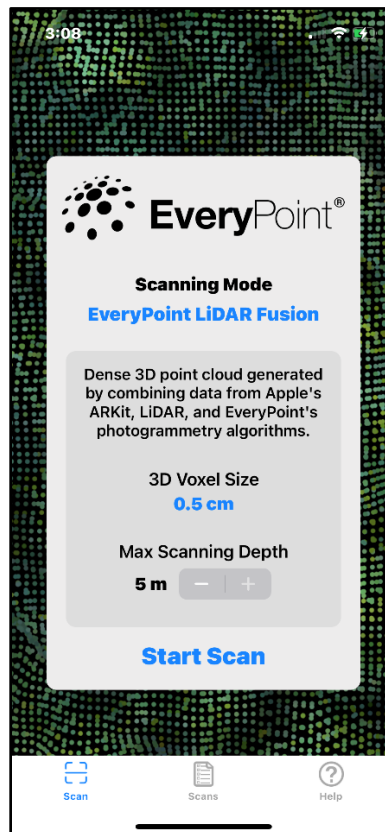 3:08
EveryPoint®
Scanning Mode
EveryPoint LiDAR Fusion
Dense 3D point cloud generated
by combining data from Apple's
ARKit, LiDAR, and EveryPoint's
photogrammetry algorithms.
3D Voxel Size
0.5 cm
Max Scanning Depth
5 m − +
Start Scan
Scan Scans Help